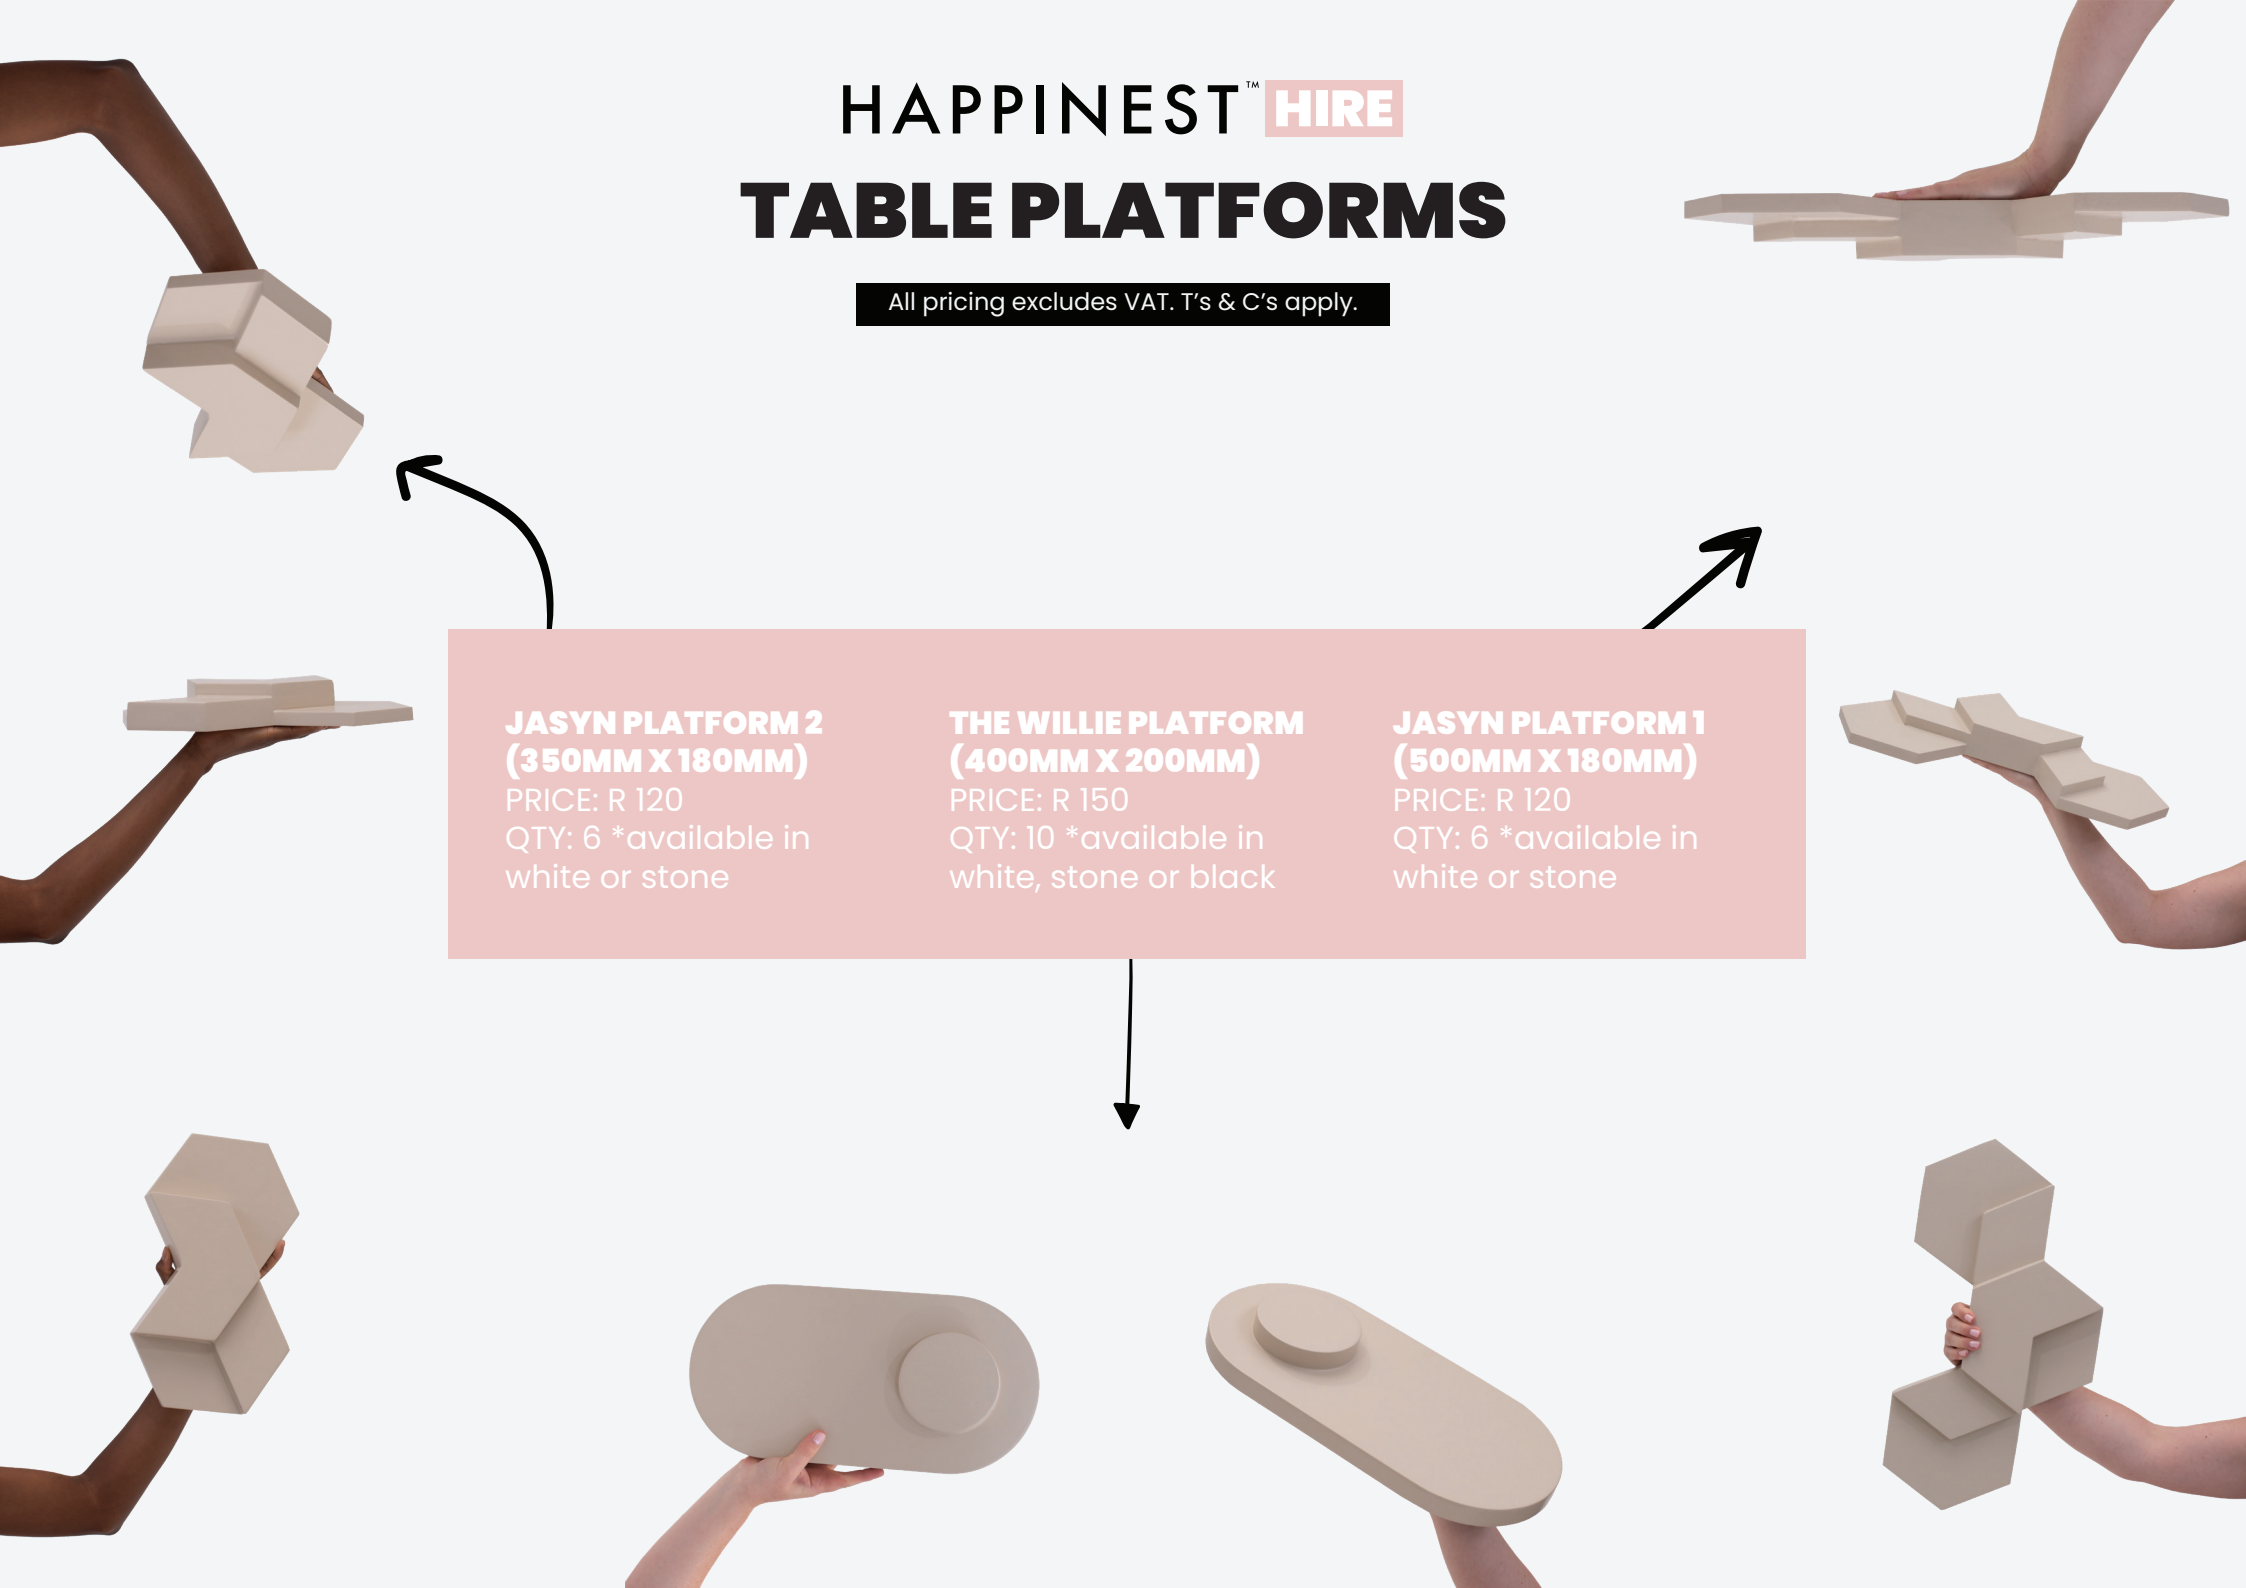 HAPPINEST™ HIRE
TABLE PLATFORMS
All pricing excludes VAT. T’s & C’s apply.
JASYN PLATFORM 2
(350MM X 180MM)
PRICE: R 120
QTY: 6 *available in
white or stone
THE WILLIE PLATFORM
(400MM X 200MM)
PRICE: R 150
QTY: 10 *available in
white, stone or black
JASYN PLATFORM 1
(500MM X 180MM)
PRICE: R 120
QTY: 6 *available in
white or stone